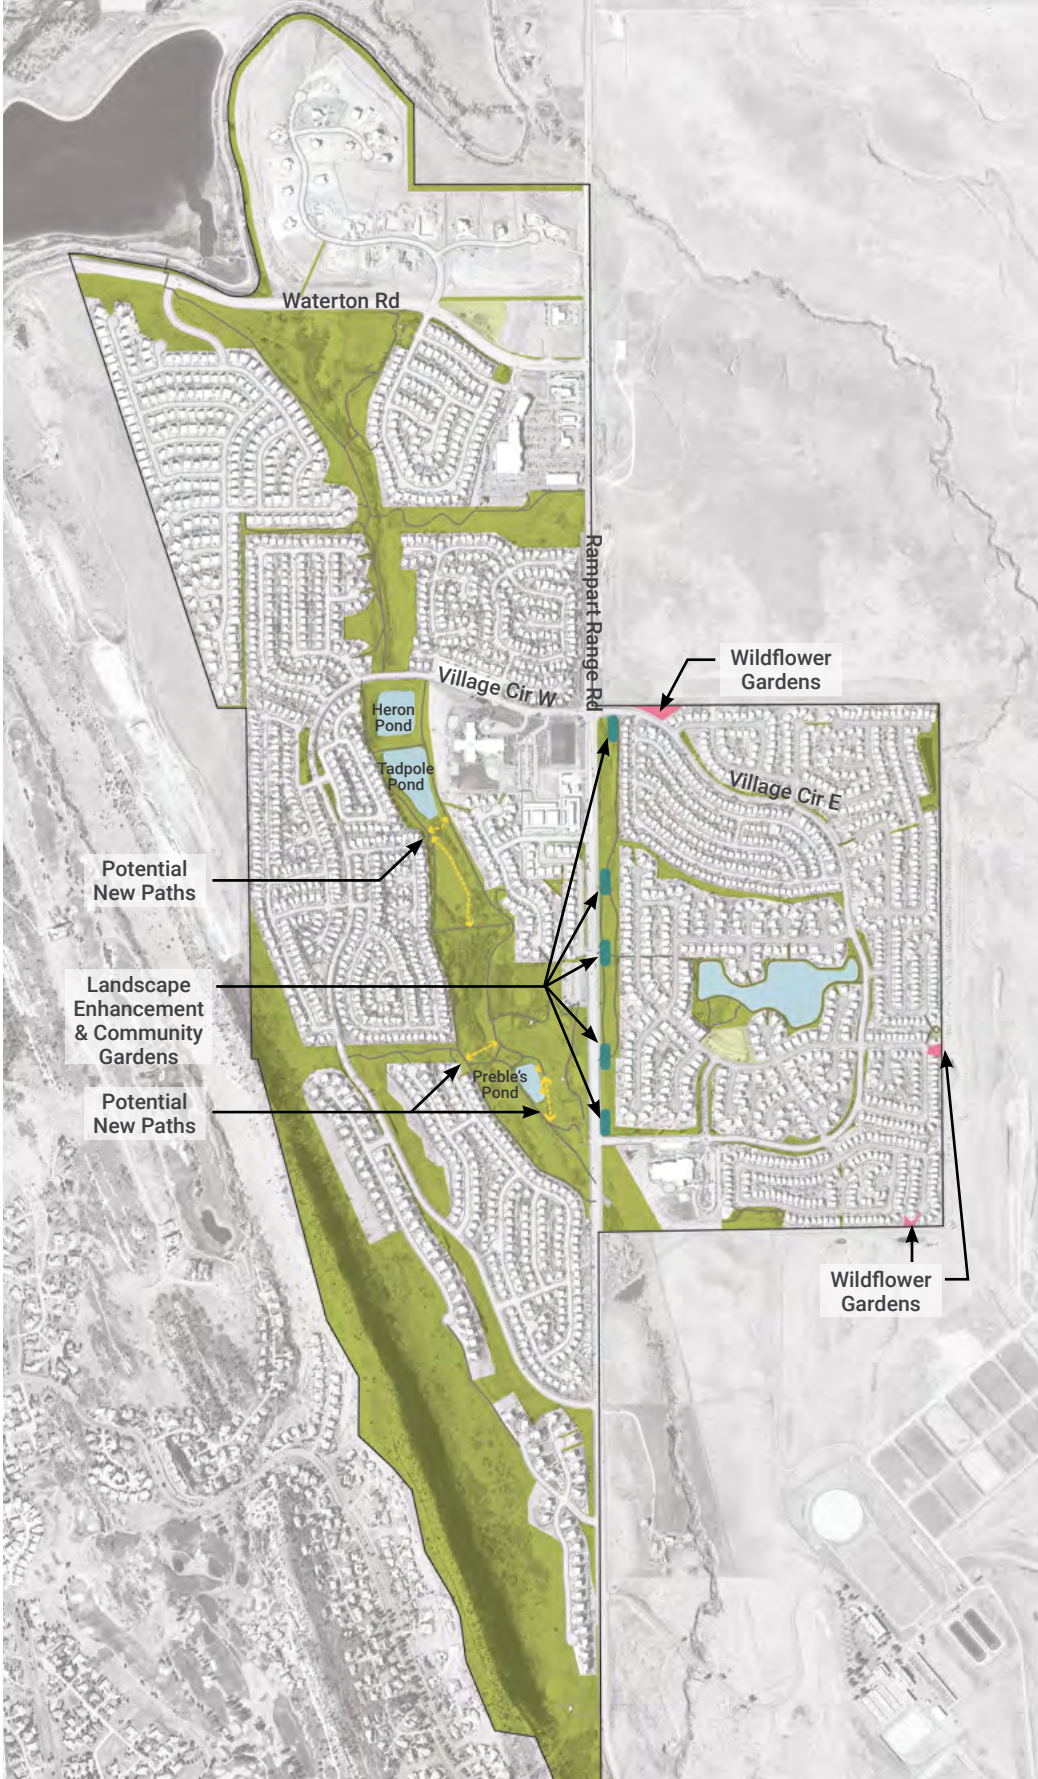 Waterton Rd
Rampart Range Rd
Wildflower
Gardens
Village Cir W
Heron
Pond
Tadpole
Pond
Village Cir E
Potential
New Paths
Landscape
Enhancement
& Community
Gardens
Preble's
Pond
Potential
New Paths
Wildflower
Gardens